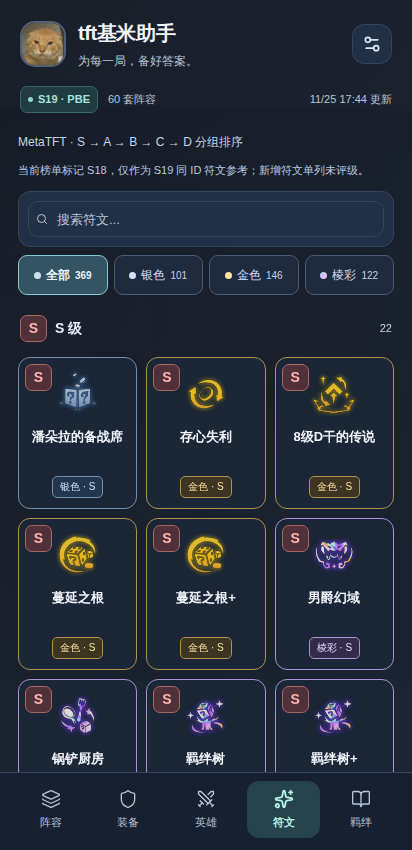 tft基米助手
为每一局，备好答案。
S19 · PBE 60 套阵容 11/25 17:44 更新
MetaTFT · S → A → B → C → D 分组排序
当前榜单标记 S18，仅作为 S19 同 ID 符文参考；新增符文单列未评级。
搜索符文...
全部 369 银色 101 金色 146 棱彩 122
S S 级 22
S S S
潘朵拉的备战席 存心失利 8级D干的传说
银色 · S 金色 · S 金色 · S
S S S
蔓延之根 蔓延之根+ 男爵幻域
金色 · S 金色 · S 棱彩 · S
S S S
锅铲厨房 羁绊树 羁绊树+
阵容 装备 英雄 符文 羁绊